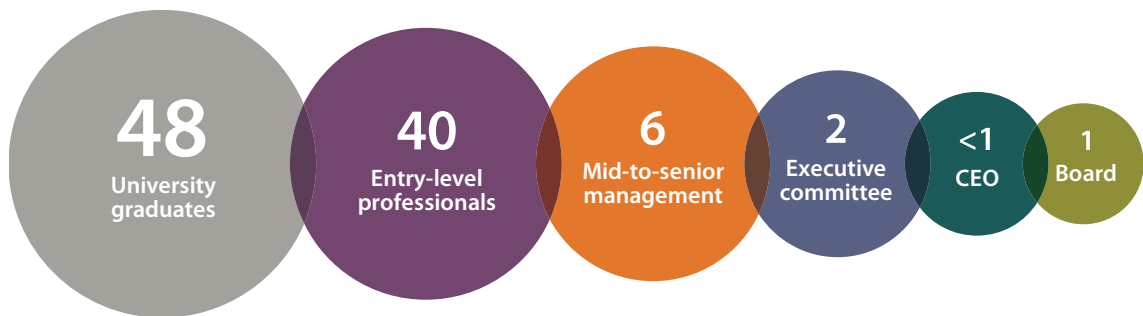 48
University
graduates
40
Entry-level
professionals
6
Mid-to-senior
management
2
Executive
committee
<1
CEO
1
Board